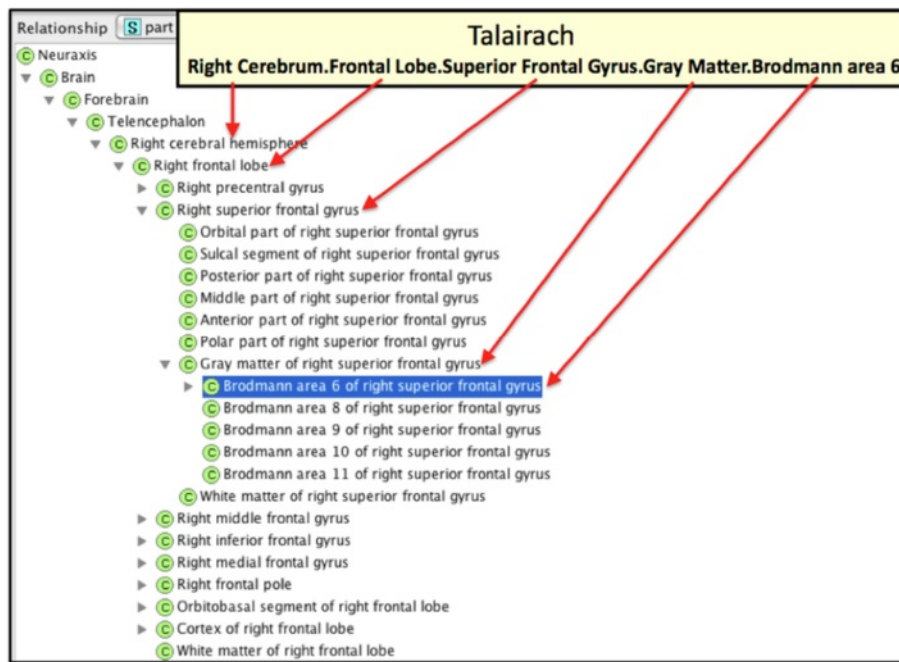 Relationship S part
Talairach
Right Cerebrum.Frontal Lobe.Superior Frontal Gyrus.Gray Matter.Brodmann area 6
C Neuraxis
C Brain
C Forebrain
C Telencephalon
C Right cerebral hemisphere
C Right frontal lobe
C Right precentral gyrus
C Right superior frontal gyrus
C Orbital part of right superior frontal gyrus
C Sulcal segment of right superior frontal gyrus
C Posterior part of right superior frontal gyrus
C Middle part of right superior frontal gyrus
C Anterior part of right superior frontal gyrus
C Polar part of right superior frontal gyrus
C Gray matter of right superior frontal gyrus
C Brodmann area 6 of right superior frontal gyrus
C Brodmann area 8 of right superior frontal gyrus
C Brodmann area 9 of right superior frontal gyrus
C Brodmann area 10 of right superior frontal gyrus
C Brodmann area 11 of right superior frontal gyrus
C White matter of right superior frontal gyrus
C Right middle frontal gyrus
C Right inferior frontal gyrus
C Right medial frontal gyrus
C Right frontal pole
C Orbitobasal segment of right frontal lobe
C Cortex of right frontal lobe
C White matter of right frontal lobe